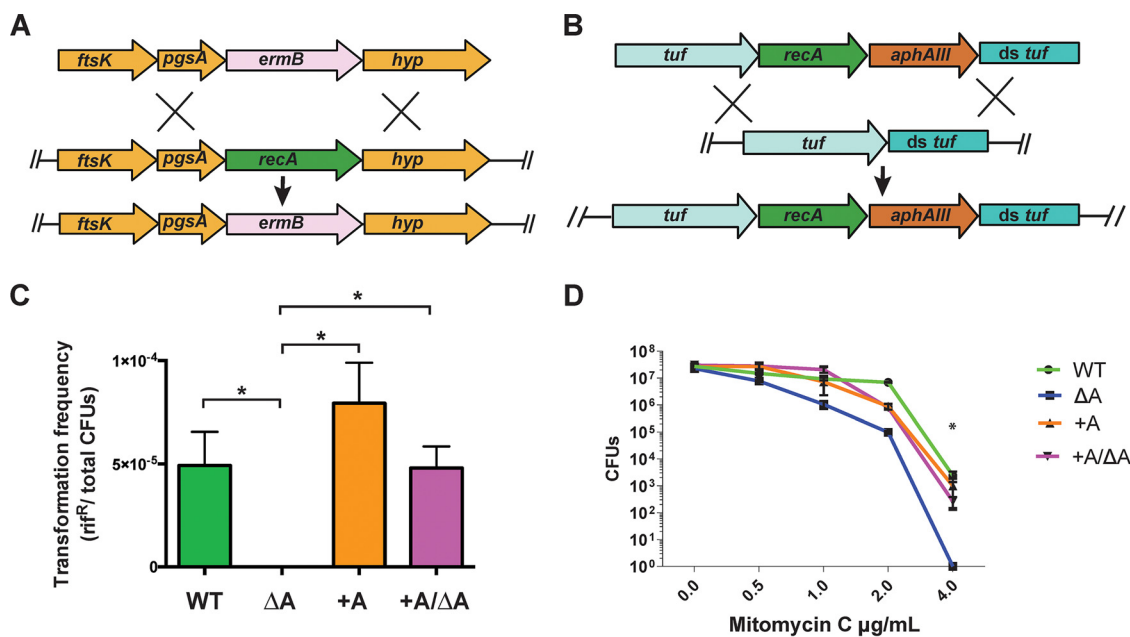 A
ftsK pgsA ermB hyp
ftsK pgsA recA hyp
ftsK pgsA ermB hyp
B
tuf recA aphAIII ds tuf
tuf ds tuf
tuf recA aphAIII ds tuf
C
Transformation frequency
(rifᴿ/ total CFUs)
1×10⁻⁴
5×10⁻⁵
0
* * *
WT ΔA +A +A/ΔA
D
CFUs
10⁸
10⁷
10⁶
10⁵
10⁴
10³
10²
10¹
10⁰
*
0.0 0.5 1.0 2.0 4.0
Mitomycin C µg/mL
WT
ΔA
+A
+A/ΔA